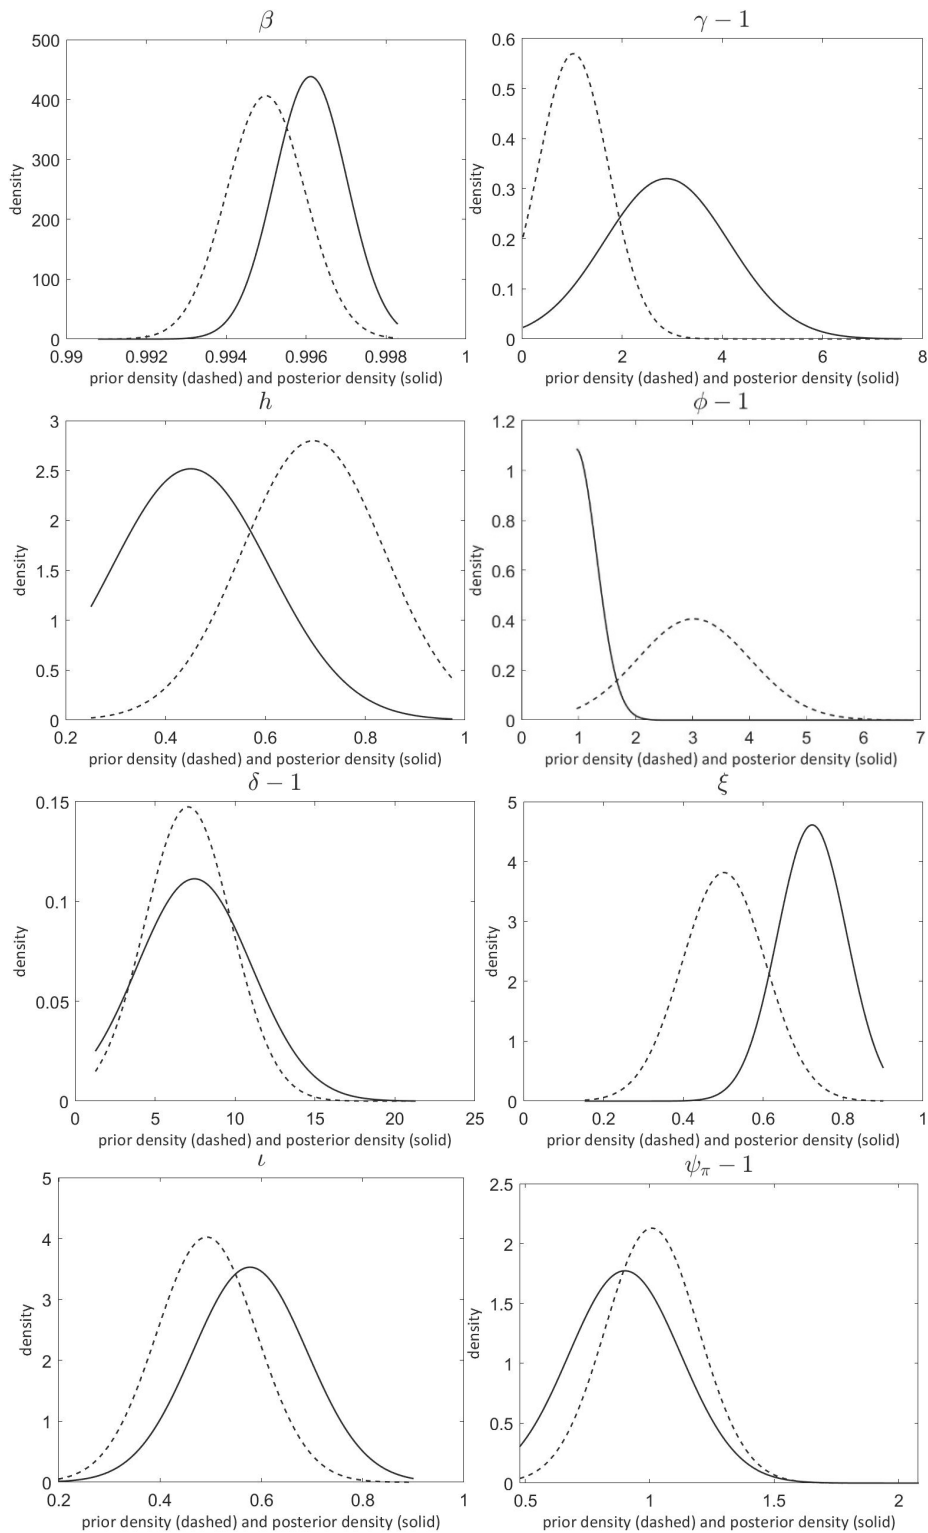 β
500
400
300
200
100
0
density
0.99 0.992 0.994 0.996 0.998 1
prior density (dashed) and posterior density (solid)
γ − 1
0.6
0.5
0.4
0.3
0.2
0.1
0
density
0 2 4 6 8
prior density (dashed) and posterior density (solid)
h
3
2.5
2
1.5
1
0.5
0
density
0.2 0.4 0.6 0.8 1
prior density (dashed) and posterior density (solid)
ϕ − 1
1.2
1
0.8
0.6
0.4
0.2
0
density
0 1 2 3 4 5 6 7
prior density (dashed) and posterior density (solid)
δ − 1
0.15
0.1
0.05
0
density
0 5 10 15 20 25
prior density (dashed) and posterior density (solid)
ξ
5
4
3
2
1
0
density
0 0.2 0.4 0.6 0.8 1
prior density (dashed) and posterior density (solid)
ι
5
4
3
2
1
0
density
0.2 0.4 0.6 0.8 1
prior density (dashed) and posterior density (solid)
ψπ − 1
2.5
2
1.5
1
0.5
0
density
0.5 1 1.5 2
prior density (dashed) and posterior density (solid)